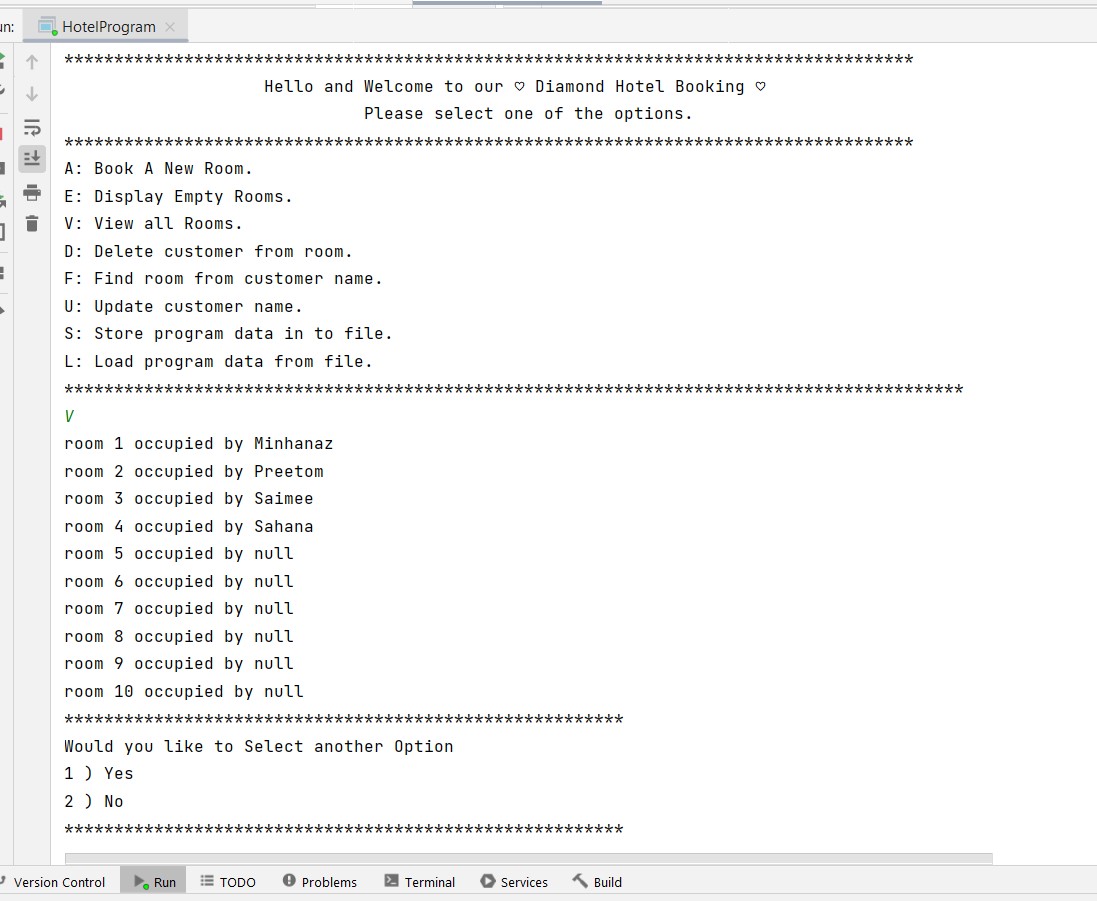 un: HotelProgram
*************************************************************************************
Hello and Welcome to our ♡ Diamond Hotel Booking ♡
Please select one of the options.
*************************************************************************************
A: Book A New Room.
E: Display Empty Rooms.
V: View all Rooms.
D: Delete customer from room.
F: Find room from customer name.
U: Update customer name.
S: Store program data in to file.
L: Load program data from file.
******************************************************************************************
V
room 1 occupied by Minhanaz
room 2 occupied by Preetom
room 3 occupied by Saimee
room 4 occupied by Sahana
room 5 occupied by null
room 6 occupied by null
room 7 occupied by null
room 8 occupied by null
room 9 occupied by null
room 10 occupied by null
********************************************************
Would you like to Select another Option
1 ) Yes
2 ) No
********************************************************
Version Control Run TODO Problems Terminal Services Build